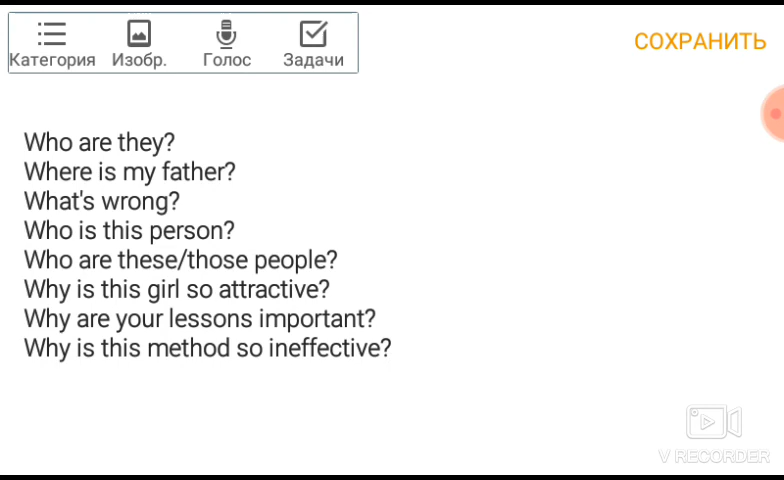 Категория Изобр. Голос Задачи СОХРАНИТЬ
Who are they?
Where is my father?
What's wrong?
Who is this person?
Who are these/those people?
Why is this girl so attractive?
Why are your lessons important?
Why is this method so ineffective?
V RECORDER